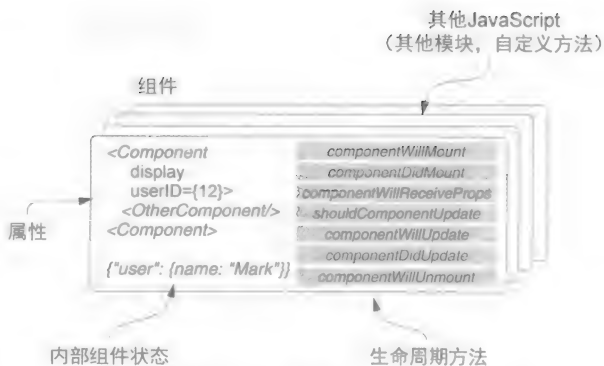 其他JavaScript
（其他模块，自定义方法）
组件
<Component
display
userID={12}>
<OtherComponent/>
<Component>
{"user": {name: "Mark"}}
componentWillMount
componentDidMount
componentWillReceiveProps
shouldComponentUpdate
componentWillUpdate
componentDidUpdate
componentWillUnmount
属性
内部组件状态
生命周期方法